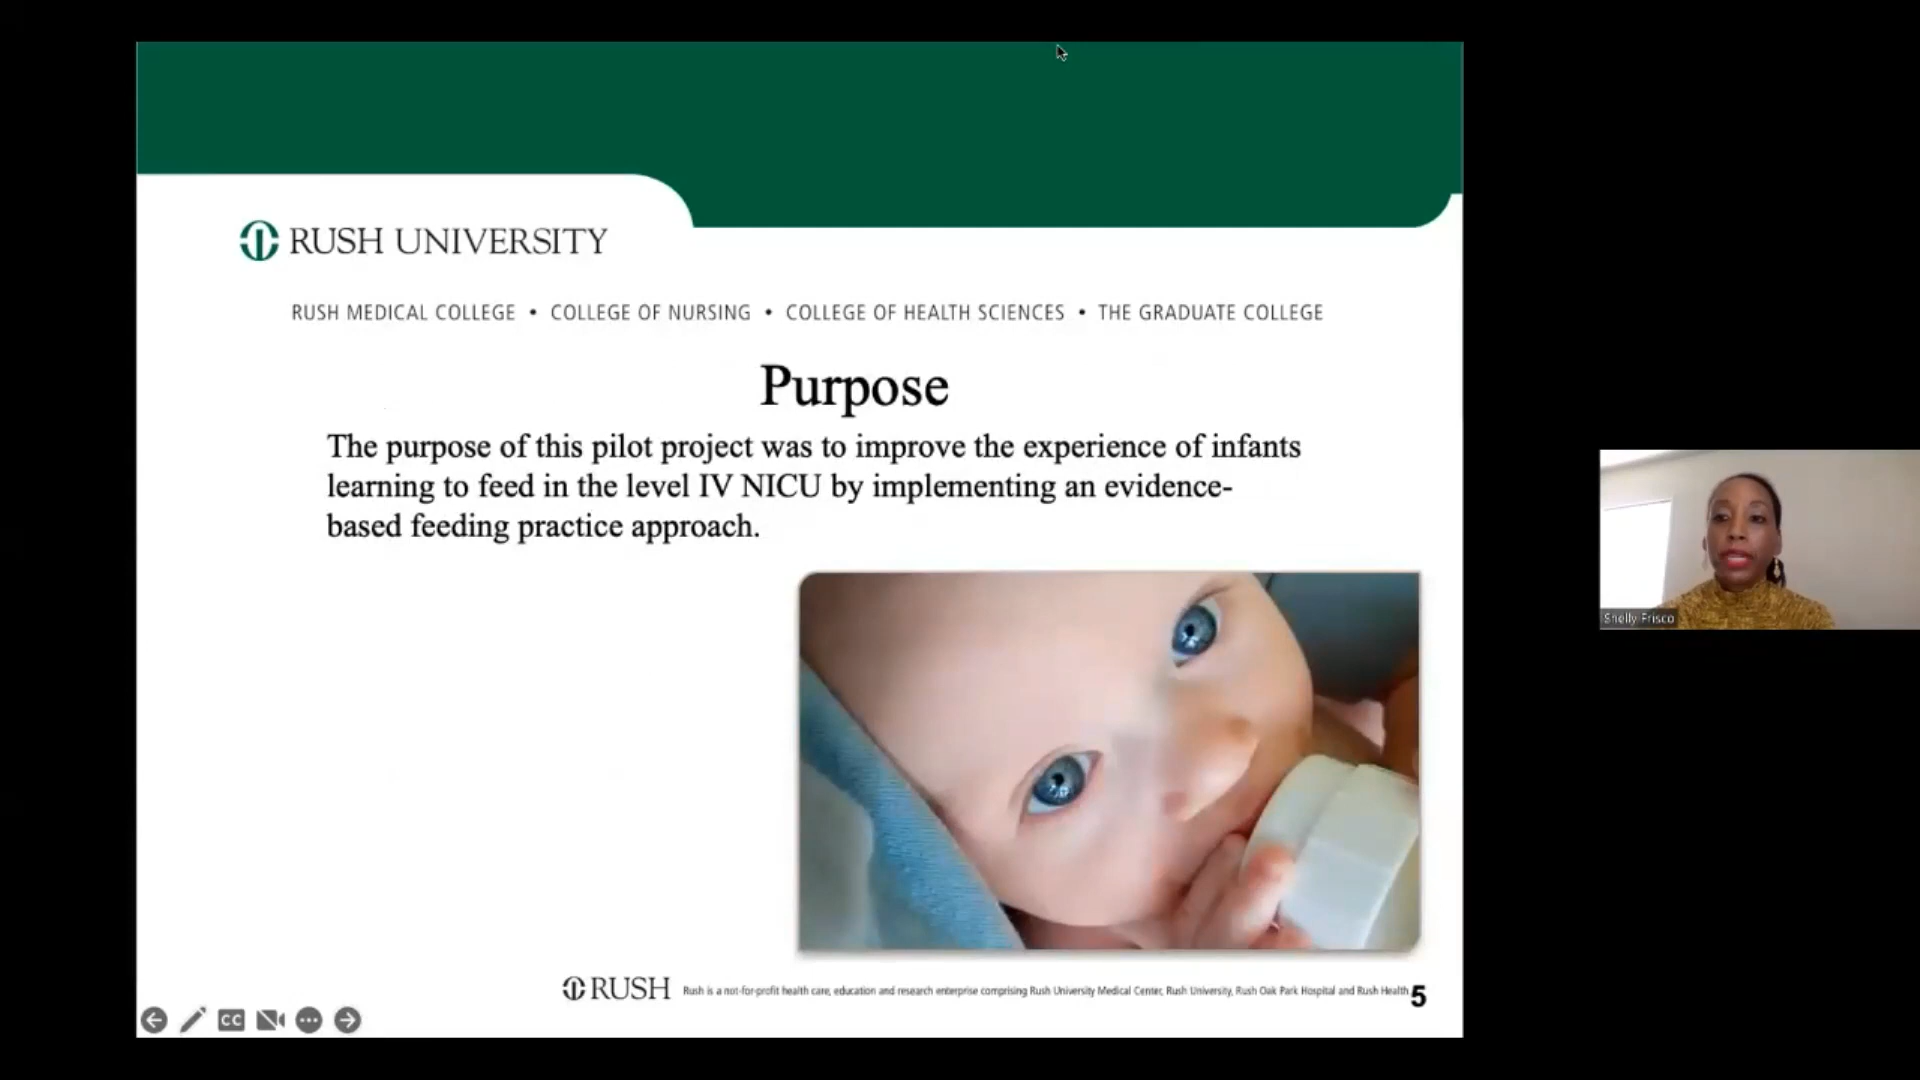 RUSH UNIVERSITY
RUSH MEDICAL COLLEGE • COLLEGE OF NURSING • COLLEGE OF HEALTH SCIENCES • THE GRADUATE COLLEGE
Purpose
The purpose of this pilot project was to improve the experience of infants
learning to feed in the level IV NICU by implementing an evidence-
based feeding practice approach.
Shelly Frisco
RUSH Rush is a not-for-profit health care, education and research enterprise comprising Rush University Medical Center, Rush University, Rush Oak Park Hospital and Rush Health 5
CC